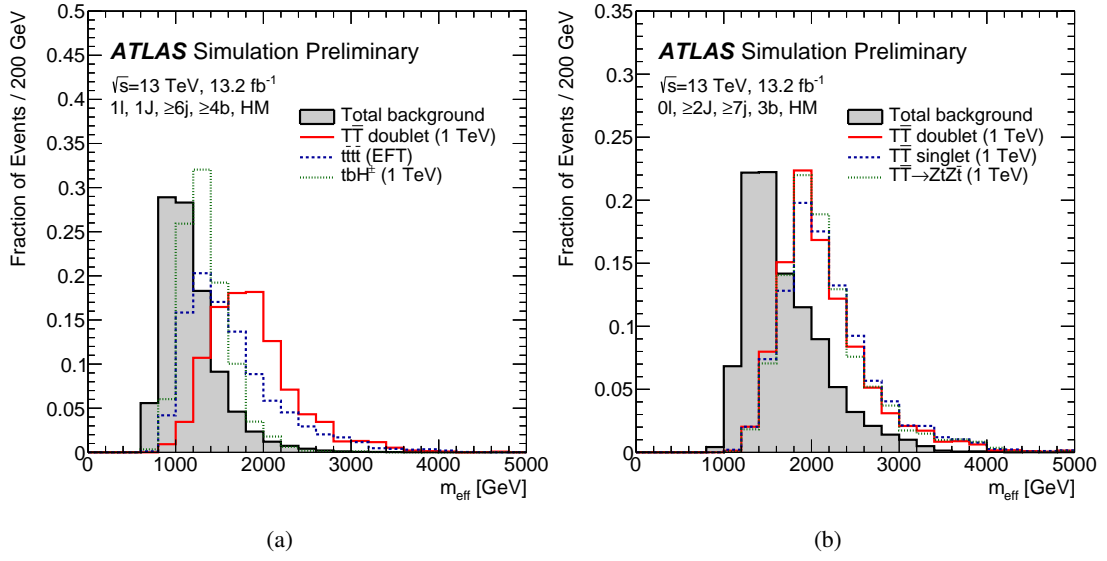 Fraction of Events / 200 GeV
0.5
0.45
0.4
0.35
0.3
0.25
0.2
0.15
0.1
0.05
0
ATLAS Simulation Preliminary
√s=13 TeV, 13.2 fb⁻¹
1l, 1J, ≥6j, ≥4b, HM
Total background
TT̅ doublet (1 TeV)
tt̅tt̅ (EFT)
tbH± (1 TeV)
0 1000 2000 3000 4000 5000
m_eff [GeV]
(a)
Fraction of Events / 200 GeV
0.35
0.3
0.25
0.2
0.15
0.1
0.05
0
ATLAS Simulation Preliminary
√s=13 TeV, 13.2 fb⁻¹
0l, ≥2J, ≥7j, 3b, HM
Total background
TT̅ doublet (1 TeV)
TT̅ singlet (1 TeV)
TT̅→ZtZt̅ (1 TeV)
0 1000 2000 3000 4000 5000
m_eff [GeV]
(b)